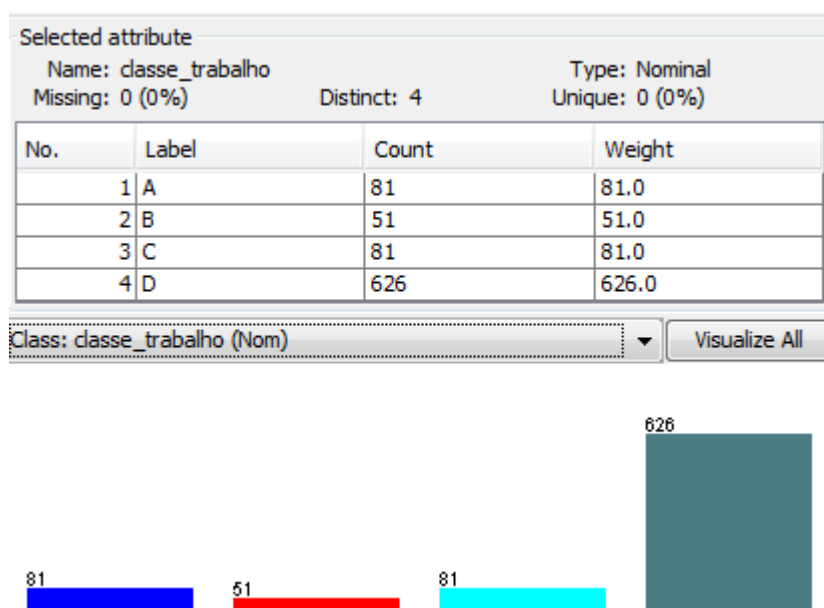 Selected attribute
Name: classe_trabalho Type: Nominal
Missing: 0 (0%) Distinct: 4 Unique: 0 (0%)
No. Label Count Weight
1 A 81 81.0
2 B 51 51.0
3 C 81 81.0
4 D 626 626.0
Class: classe_trabalho (Nom) Visualize All
626
81 51 81